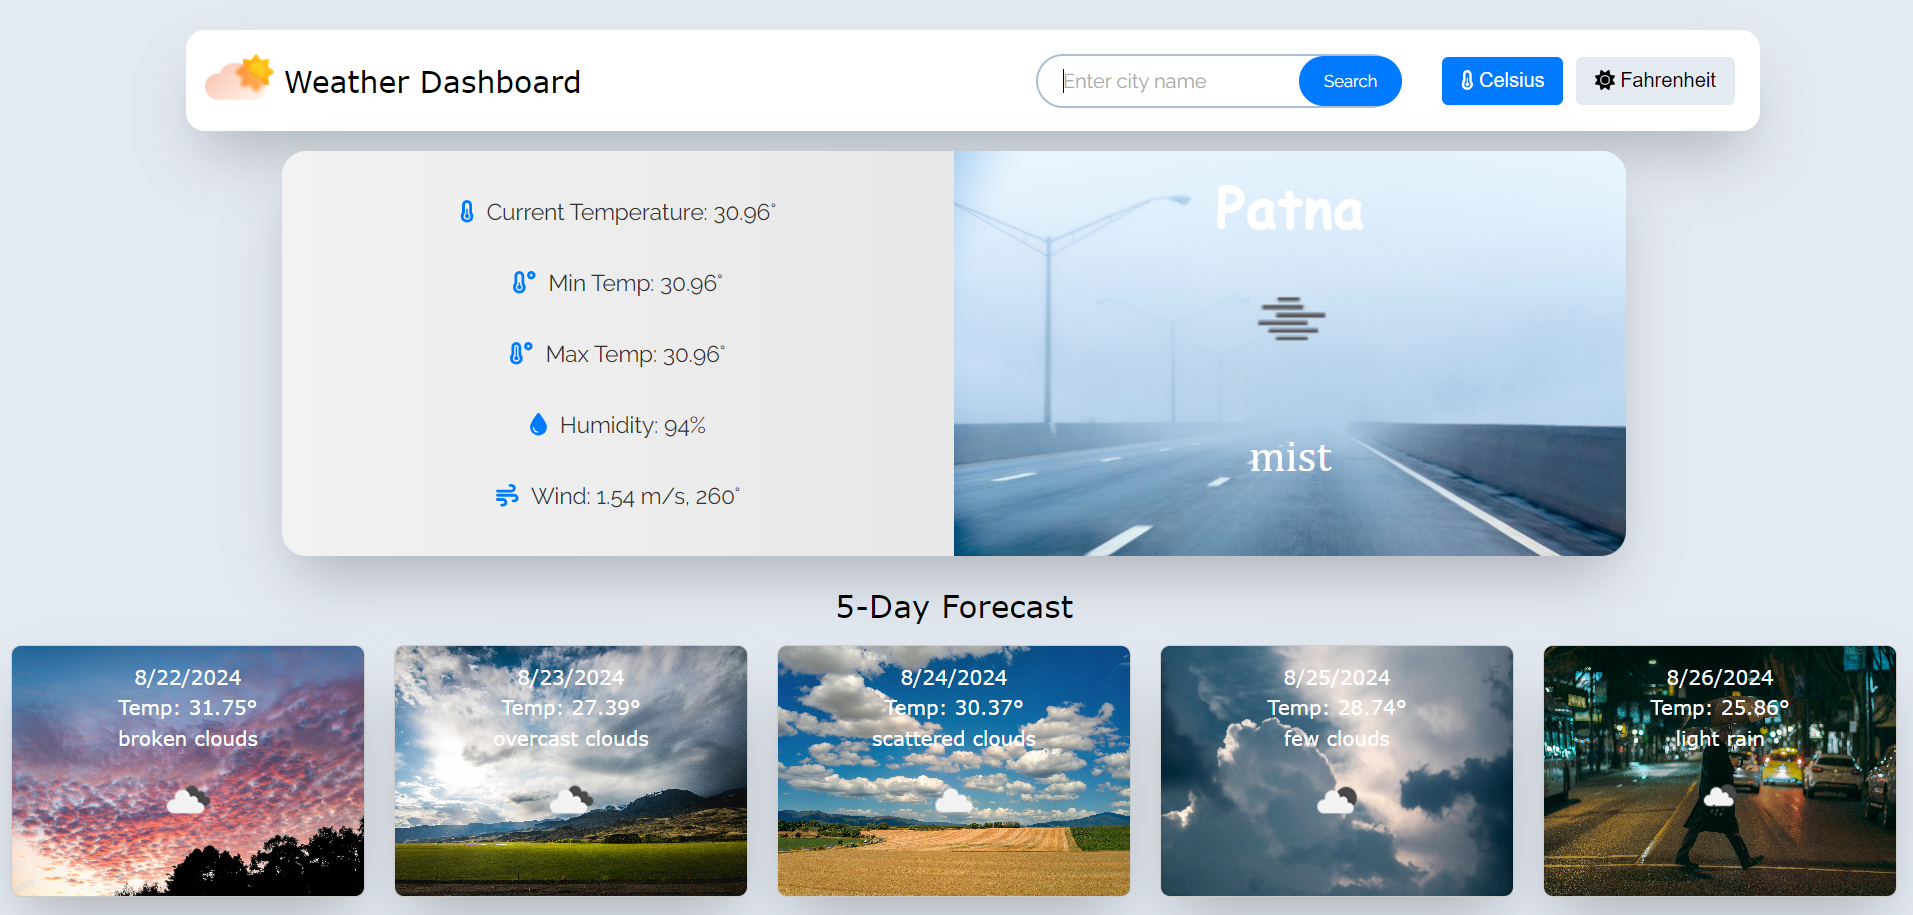 Weather Dashboard
Enter city name
Search
Celsius
Fahrenheit
Current Temperature: 30.96°
Min Temp: 30.96°
Max Temp: 30.96°
Humidity: 94%
Wind: 1.54 m/s, 260°
Patna
mist
5-Day Forecast
8/22/2024
Temp: 31.75°
broken clouds
8/23/2024
Temp: 27.39°
overcast clouds
8/24/2024
Temp: 30.37°
scattered clouds
8/25/2024
Temp: 28.74°
few clouds
8/26/2024
Temp: 25.86°
light rain